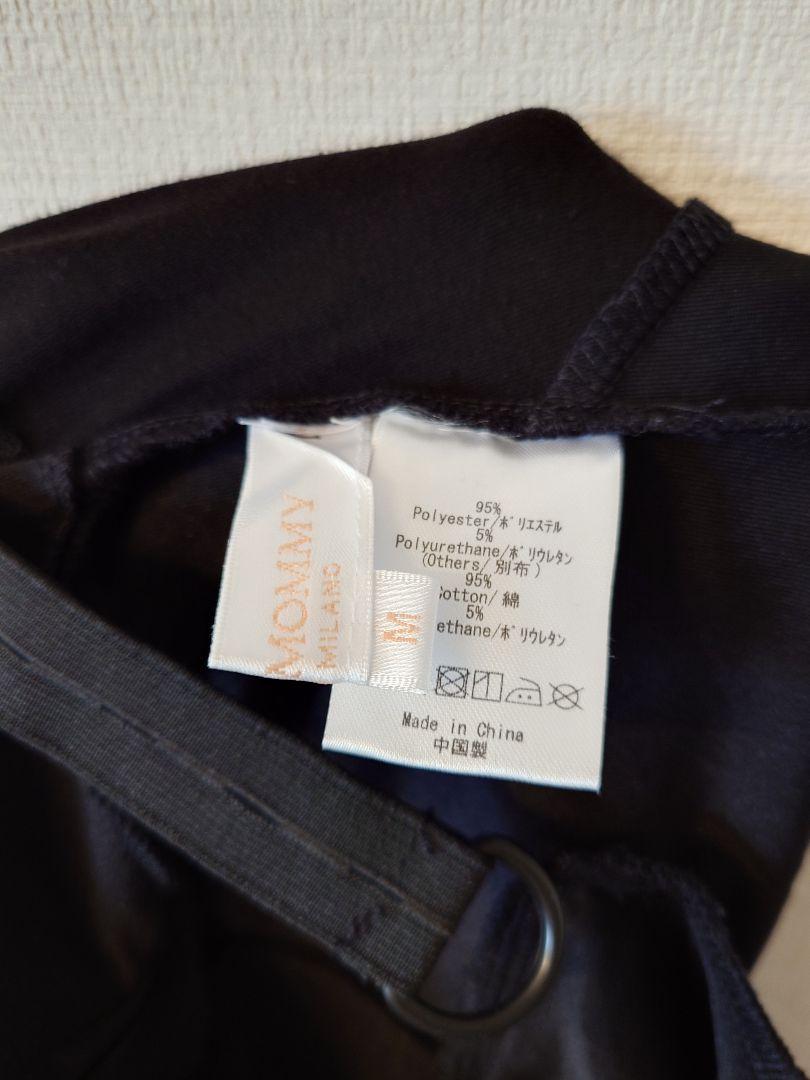 MOMMY
MILANO
M
95%
Polyester/ポリエステル
5%
Polyurethane/ポリウレタン
(Others/別布)
95%
Cotton/綿
5%
ethane/ポリウレタン
Made in China
中国製